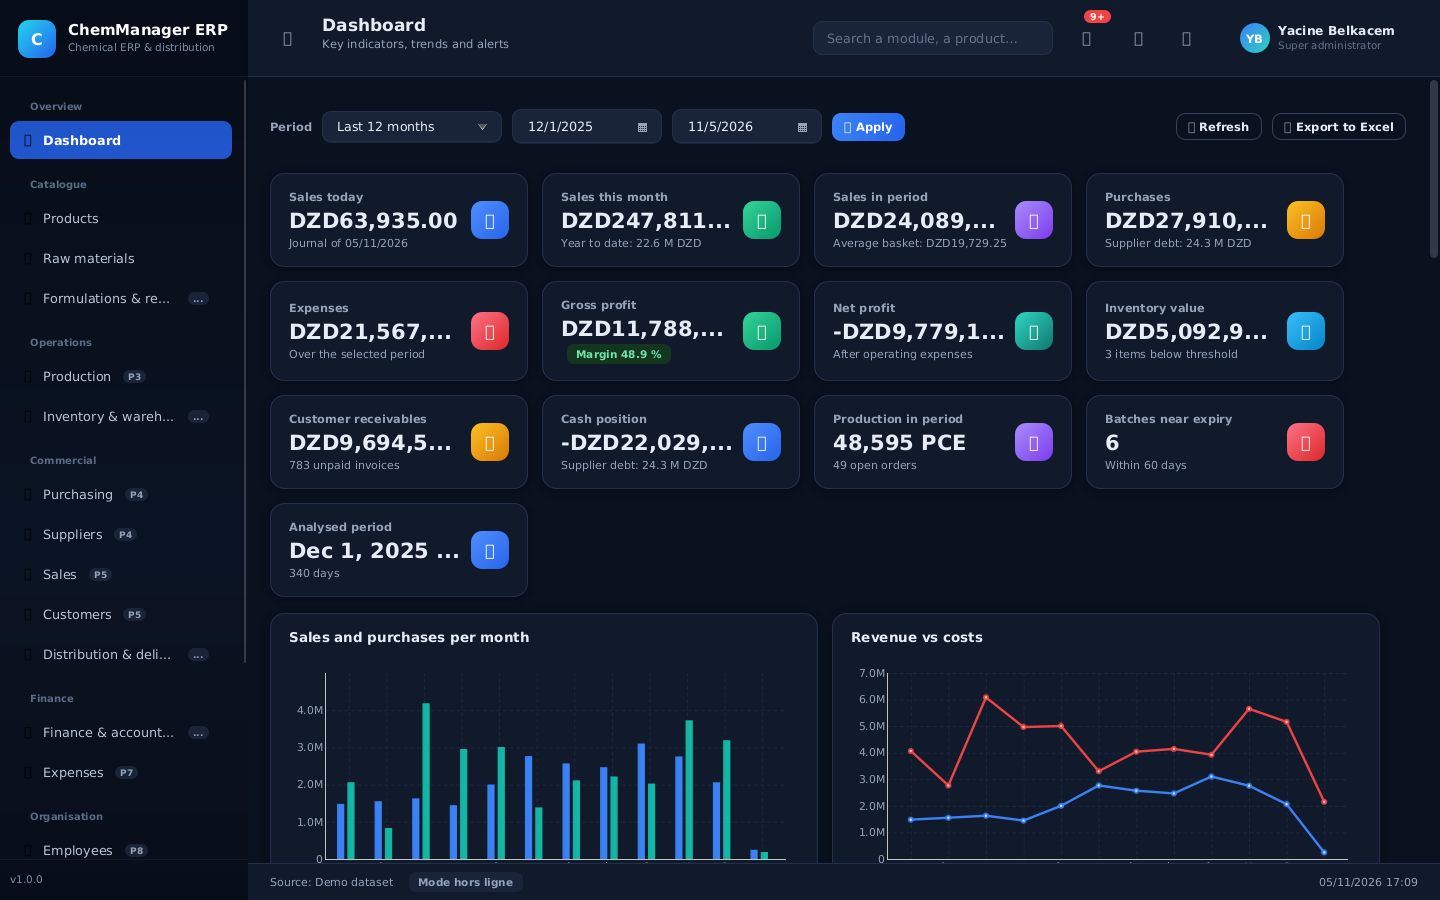 C
ChemManager ERP
Chemical ERP & distribution
Overview
Dashboard
Catalogue
Products
Raw materials
Formulations & re... ...
Operations
Production P3
Inventory & wareh... ...
Commercial
Purchasing P4
Suppliers P4
Sales P5
Customers P5
Distribution & deli... ...
Finance
Finance & account... ...
Expenses P7
Organisation
Employees P8
v1.0.0
Dashboard
Key indicators, trends and alerts
Search a module, a product...
9+
YB
Yacine Belkacem
Super administrator
Period
Last 12 months
12/1/2025
11/5/2026
Apply
Refresh
Export to Excel
Sales today
DZD63,935.00
Journal of 05/11/2026
Sales this month
DZD247,811...
Year to date: 22.6 M DZD
Sales in period
DZD24,089,...
Average basket: DZD19,729.25
Purchases
DZD27,910,...
Supplier debt: 24.3 M DZD
Expenses
DZD21,567,...
Over the selected period
Gross profit
DZD11,788,...
Margin 48.9 %
Net profit
-DZD9,779,1...
After operating expenses
Inventory value
DZD5,092,9...
3 items below threshold
Customer receivables
DZD9,694,5...
783 unpaid invoices
Cash position
-DZD22,029,...
Supplier debt: 24.3 M DZD
Production in period
48,595 PCE
49 open orders
Batches near expiry
6
Within 60 days
Analysed period
Dec 1, 2025 ...
340 days
Sales and purchases per month
4.0M
3.0M
2.0M
1.0M
0
Revenue vs costs
7.0M
6.0M
5.0M
4.0M
3.0M
2.0M
1.0M
0
Source: Demo dataset
Mode hors ligne
05/11/2026 17:09